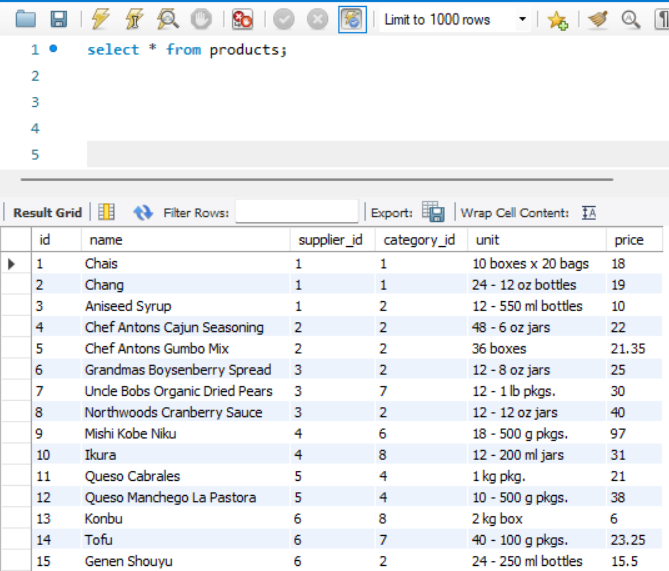 Limit to 1000 rows
1 select * from products;
2
3
4
5
Result Grid Filter Rows: Export: Wrap Cell Content: IA
id name supplier_id category_id unit price
1 Chais 1 1 10 boxes x 20 bags 18
2 Chang 1 1 24 - 12 oz bottles 19
3 Aniseed Syrup 1 2 12 - 550 ml bottles 10
4 Chef Antons Cajun Seasoning 2 2 48 - 6 oz jars 22
5 Chef Antons Gumbo Mix 2 2 36 boxes 21.35
6 Grandmas Boysenberry Spread 3 2 12 - 8 oz jars 25
7 Uncle Bobs Organic Dried Pears 3 7 12 - 1 lb pkgs. 30
8 Northwoods Cranberry Sauce 3 2 12 - 12 oz jars 40
9 Mishi Kobe Niku 4 6 18 - 500 g pkgs. 97
10 Ikura 4 8 12 - 200 ml jars 31
11 Queso Cabrales 5 4 1 kg pkg. 21
12 Queso Manchego La Pastora 5 4 10 - 500 g pkgs. 38
13 Konbu 6 8 2 kg box 6
14 Tofu 6 7 40 - 100 g pkgs. 23.25
15 Genen Shouyu 6 2 24 - 250 ml bottles 15.5